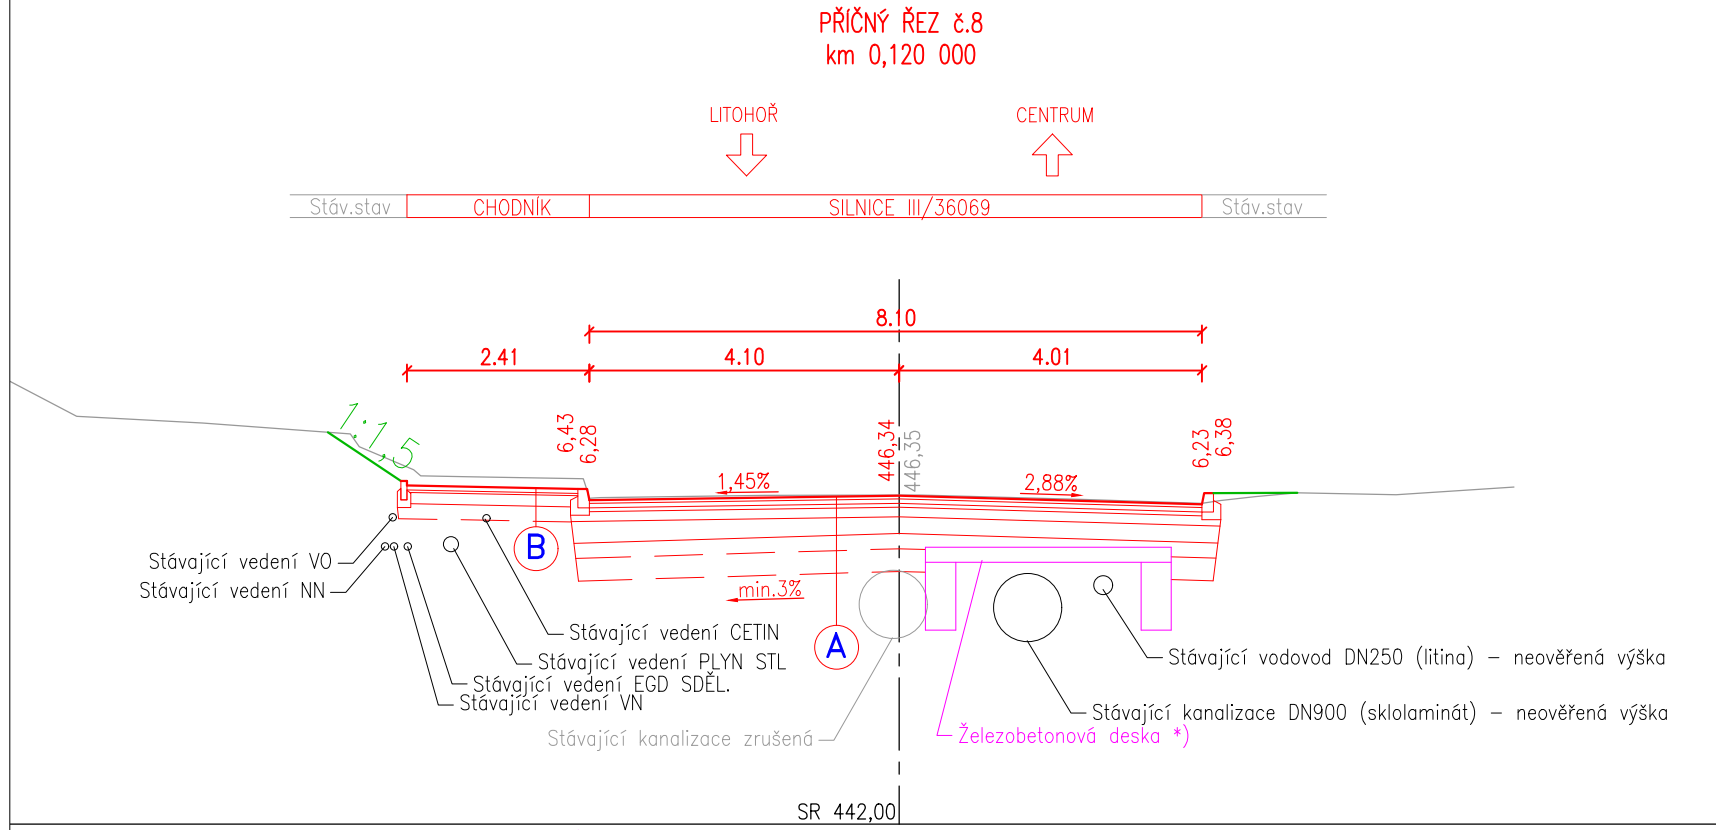 PŘÍČNÝ ŘEZ č.8
km 0,120 000
LITOHOŘ
CENTRUM
Stáv.stav
CHODNÍK
SILNICE III/36069
Stáv.stav
8.10
2.41
4.10
4.01
1:1,5
6,43
6,28
446,34
446,35
6,23
6,38
1,45%
2,88%
B
min.3%
A
Stávající vedení VO
Stávající vedení NN
Stávající vedení CETIN
Stávající vedení PLYN STL
Stávající vedení EGD SDĚL.
Stávající vedení VN
Stávající kanalizace zrušená
Stávající vodovod DN250 (litina) – neověřená výška
Stávající kanalizace DN900 (sklolaminát) – neověřená výška
Železobetonová deska *)
SR 442,00